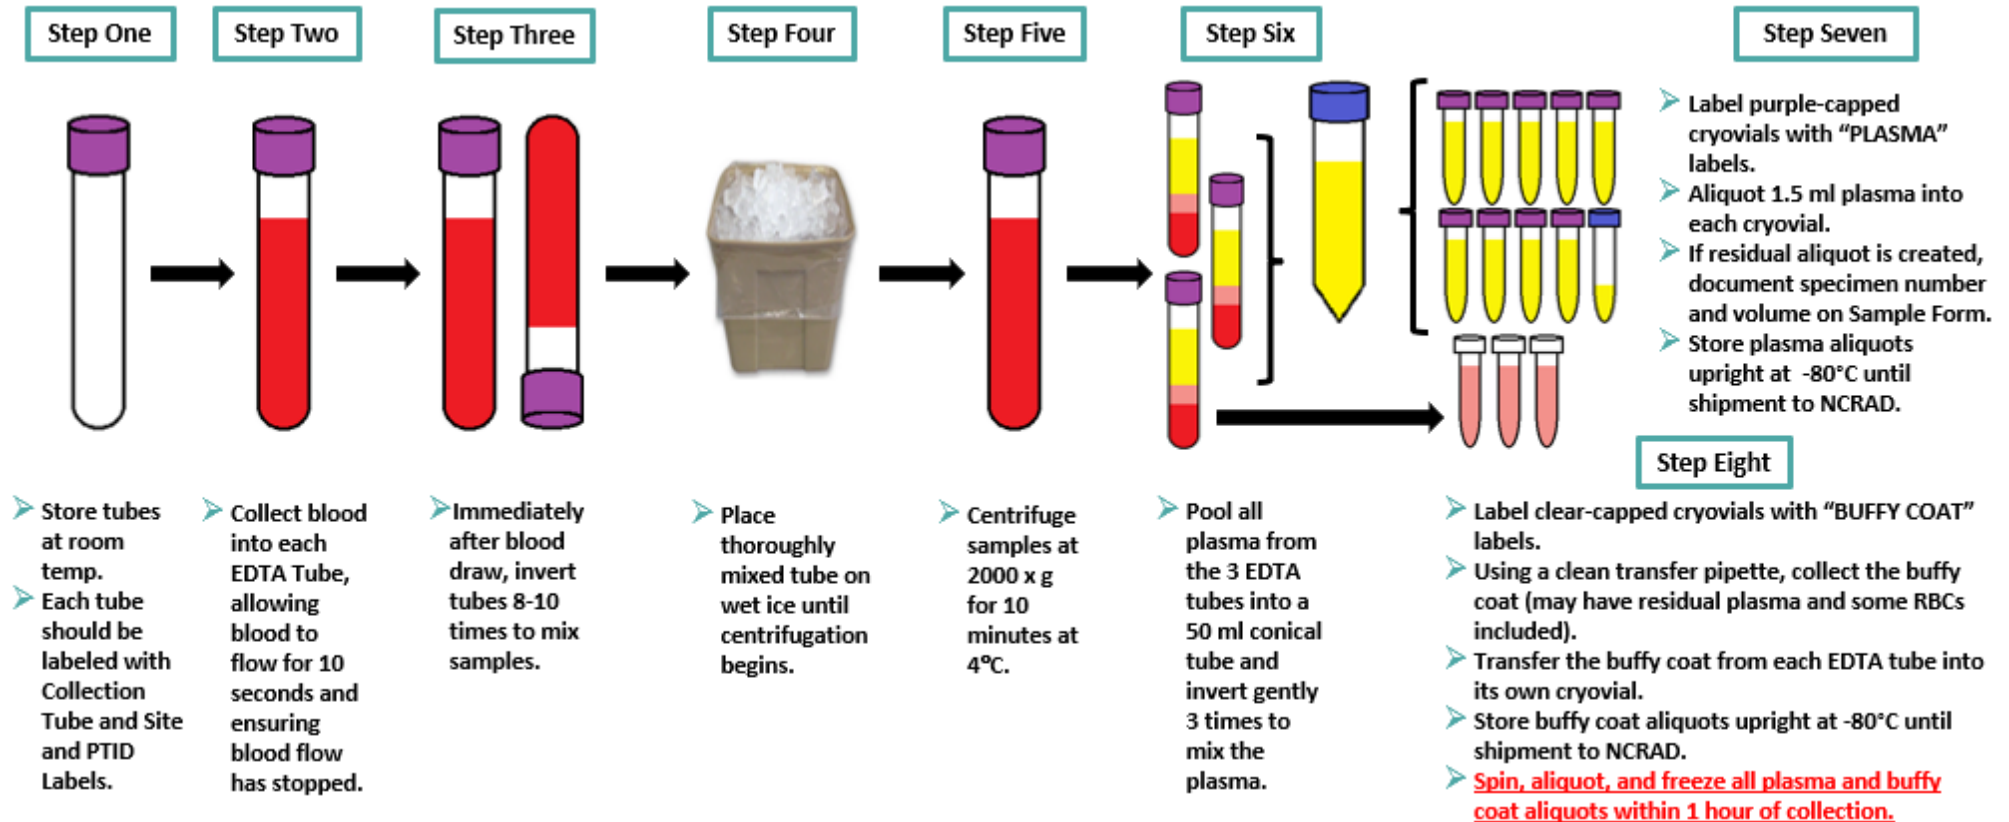 Step One
Step Two
Step Three
Step Four
Step Five
Step Six
Step Seven
➢ Store tubes
at room
temp.
➢ Each tube
should be
labeled with
Collection
Tube and Site
and PTID
Labels.
➢ Collect blood
into each
EDTA Tube,
allowing
blood to
flow for 10
seconds and
ensuring
blood flow
has stopped.
➢ Immediately
after blood
draw, invert
tubes 8-10
times to mix
samples.
➢ Place
thoroughly
mixed tube on
wet ice until
centrifugation
begins.
➢ Centrifuge
samples at
2000 x g
for 10
minutes at
4°C.
➢ Pool all
plasma from
the 3 EDTA
tubes into a
50 ml conical
tube and
invert gently
3 times to
mix the
plasma.
➢ Label purple-capped
cryovials with “PLASMA”
labels.
➢ Aliquot 1.5 ml plasma into
each cryovial.
➢ If residual aliquot is created,
document specimen number
and volume on Sample Form.
➢ Store plasma aliquots
upright at -80°C until
shipment to NCRAD.
Step Eight
➢ Label clear-capped cryovials with “BUFFY COAT”
labels.
➢ Using a clean transfer pipette, collect the buffy
coat (may have residual plasma and some RBCs
included).
➢ Transfer the buffy coat from each EDTA tube into
its own cryovial.
➢ Store buffy coat aliquots upright at -80°C until
shipment to NCRAD.
➢ Spin, aliquot, and freeze all plasma and buffy
coat aliquots within 1 hour of collection.